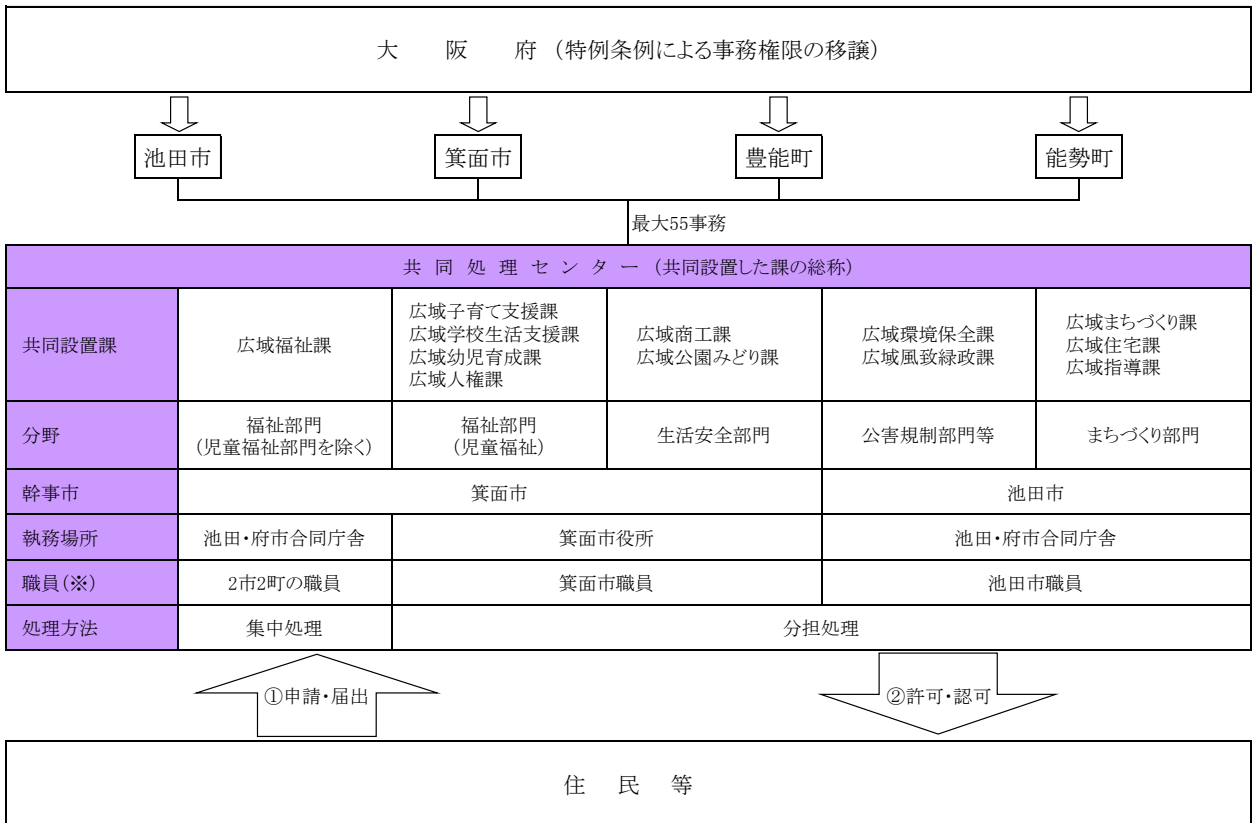 大 阪 府 (特例条例による事務権限の移譲)
池田市
箕面市
豊能町
能勢町
最大55事務
共 同 処 理 セ ン タ ー (共同設置した課の総称)
共同設置課
広域福祉課
広域子育て支援課
広域学校生活支援課
広域幼児育成課
広域人権課
広域商工課
広域公園みどり課
広域環境保全課
広域風致緑政課
広域まちづくり課
広域住宅課
広域指導課
分野
福祉部門
(児童福祉部門を除く)
福祉部門
(児童福祉)
生活安全部門
公害規制部門等
まちづくり部門
幹事市
箕面市
池田市
執務場所
池田・府市合同庁舎
箕面市役所
池田・府市合同庁舎
職員(※)
2市2町の職員
箕面市職員
池田市職員
処理方法
集中処理
分担処理
①申請・届出
②許可・認可
住 民 等